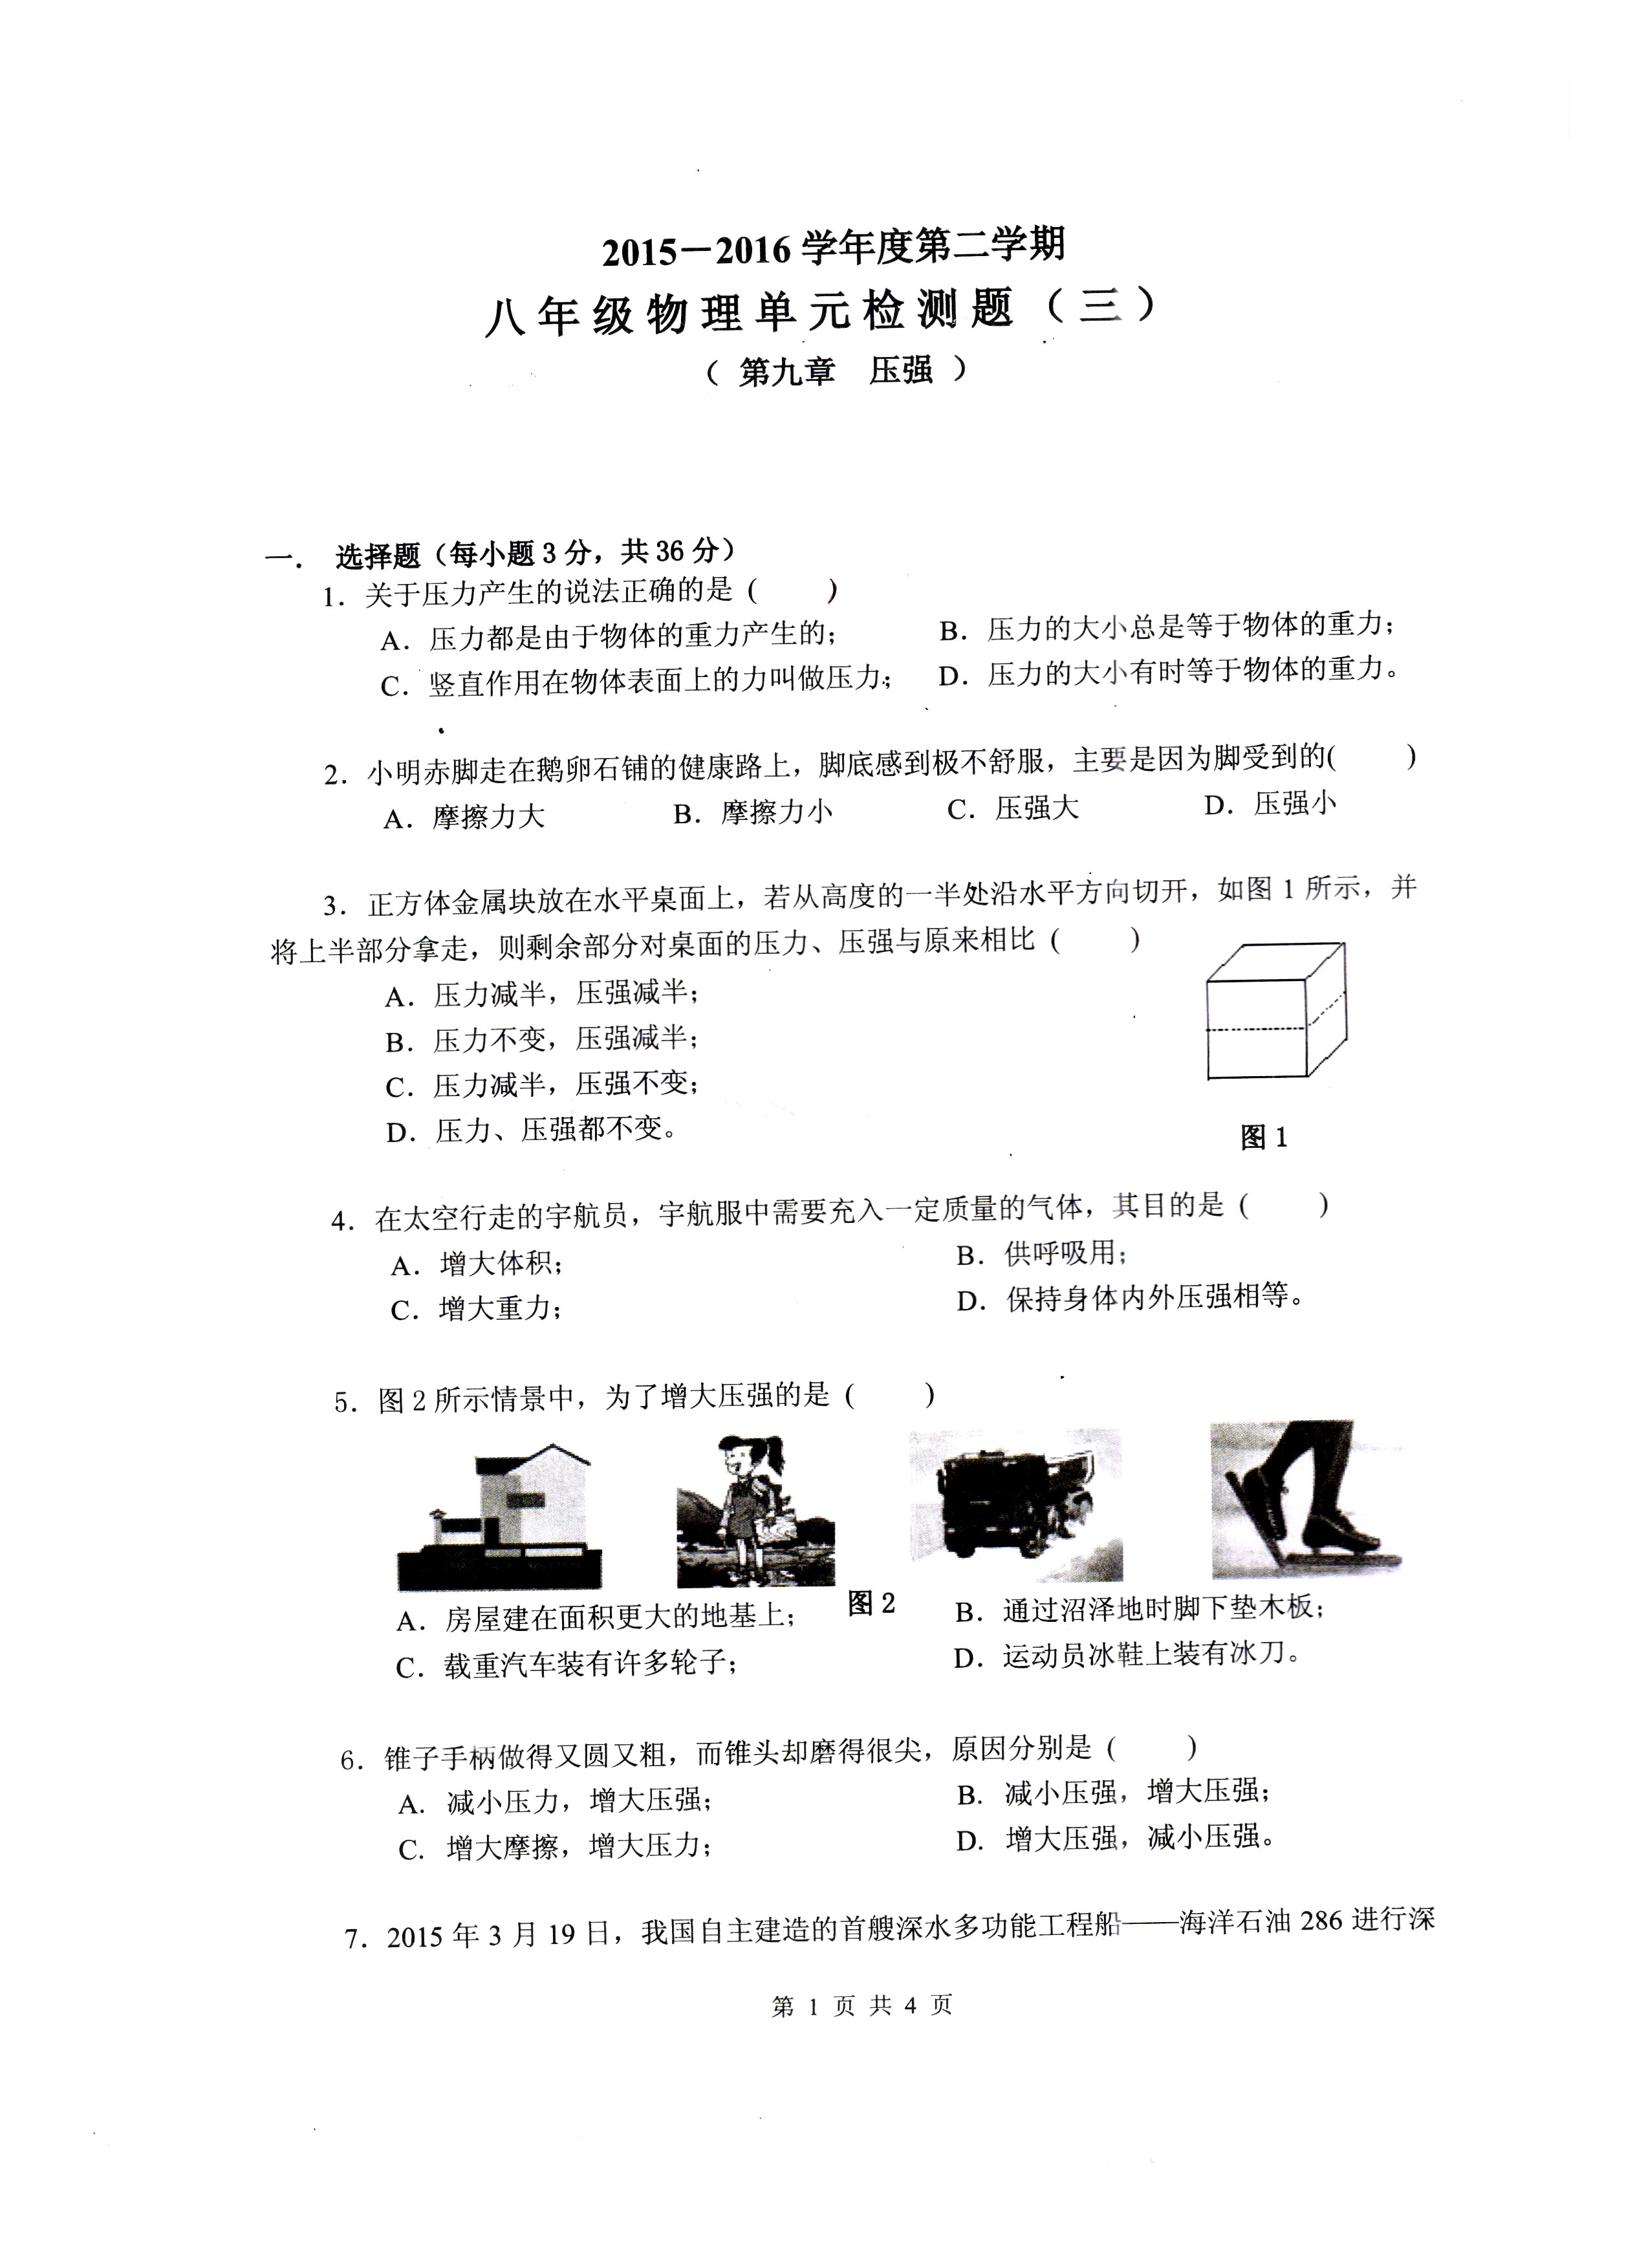 2015－2016 学年度第二学期
八年级物理单元检测题（三）
（ 第九章　压强 ）
一．　选择题（每小题 3 分，共 36 分）
1．关于压力产生的说法正确的是（　　）
A．压力都是由于物体的重力产生的；　B．压力的大小总是等于物体的重力；
C．竖直作用在物体表面上的力叫做压力；　D．压力的大小有时等于物体的重力。
2．小明赤脚走在鹅卵石铺的健康路上，脚底感到极不舒服，主要是因为脚受到的(　　)
A．摩擦力大　B．摩擦力小　C．压强大　D．压强小
3．正方体金属块放在水平桌面上，若从高度的一半处沿水平方向切开，如图 1 所示，并
将上半部分拿走，则剩余部分对桌面的压力、压强与原来相比（　　）
A．压力减半，压强减半；
B．压力不变，压强减半；
C．压力减半，压强不变；
D．压力、压强都不变。
图 1
4．在太空行走的宇航员，宇航服中需要充入一定质量的气体，其目的是（　　）
A．增大体积；　B．供呼吸用；
C．增大重力；　D．保持身体内外压强相等。
5．图 2 所示情景中，为了增大压强的是（　　）
图 2
A．房屋建在面积更大的地基上；　B．通过沼泽地时脚下垫木板；
C．载重汽车装有许多轮子；　D．运动员冰鞋上装有冰刀。
6．锥子手柄做得又圆又粗，而锥头却磨得很尖，原因分别是（　　）
A．减小压力，增大压强；　B．减小压强，增大压强；
C．增大摩擦，增大压力；　D．增大压强，减小压强。
7．2015 年 3 月 19 日，我国自主建造的首艘深水多功能工程船——海洋石油 286 进行深
第 1 页 共 4 页